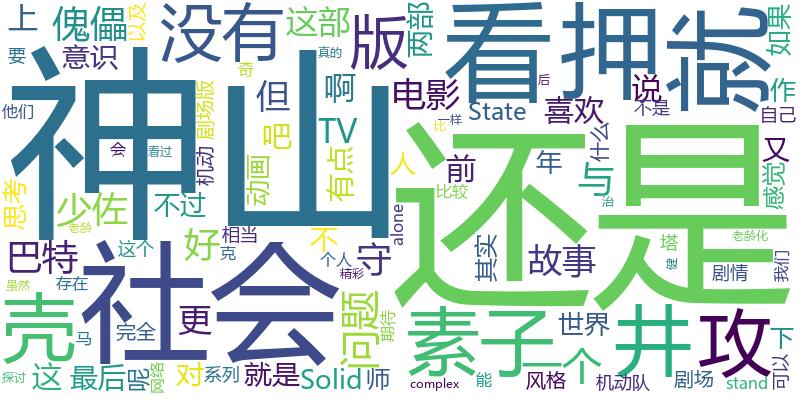 上
傀儡
以及
没有
这部
版
两部
看
押
就
如果
要
意识
但
啊
电影
说
作
他们
神山
机动
剧场版
奇
吧
TV
真的
State
后
喜欢
不是
自己
会
看过
动画
有点
人
前
比
一样
年
什么
又
思考
少佐
不过
还是
与
比较
治
感觉
老龄
巴特
这个
社会
好
相当
不
克
个人
守
alone
其实
故事
塔
老龄化
虽然
存在
精彩
更
问题
期待
健
剧情
我们
壳
马
完全
素子
一个
世界
井
攻
下
探讨
这
最后
呢
网络
对
系列
就是
Solid
师
complex
能
风格
机动队
剧场
stand
可以